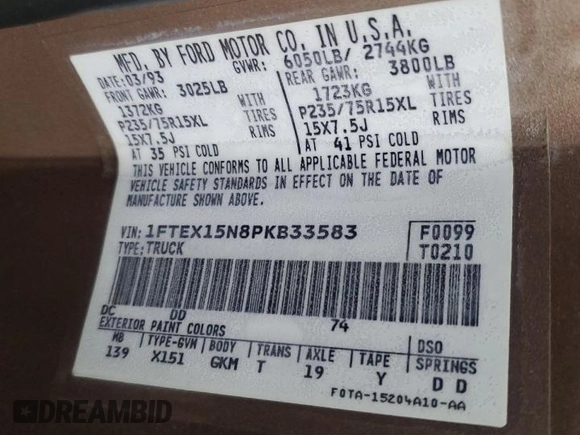 MFD. BY FORD MOTOR CO. IN U.S.A.
DATE: 03/93 GVWR: 6050LB/ 2744KG
FRONT GAWR: 3025LB REAR GAWR: 3800LB
1372KG WITH 1723KG WITH
P235/75R15XL TIRES P235/75R15XL TIRES
15X7.5J RIMS 15X7.5J RIMS
AT 35 PSI COLD AT 41 PSI COLD
THIS VEHICLE CONFORMS TO ALL APPLICABLE FEDERAL MOTOR
VEHICLE SAFETY STANDARDS IN EFFECT ON THE DATE OF
MANUFACTURE SHOWN ABOVE.
VIN: 1FTEX15N8PKB33583 F0099
TYPE: TRUCK T0210
DC DD 74
EXTERIOR PAINT COLORS DSO
WB TYPE-GVM BODY TRANS AXLE TAPE SPRINGS
139 X151 GKM T 19 Y D D
FOTA-15204A10-AA
DREAMBID